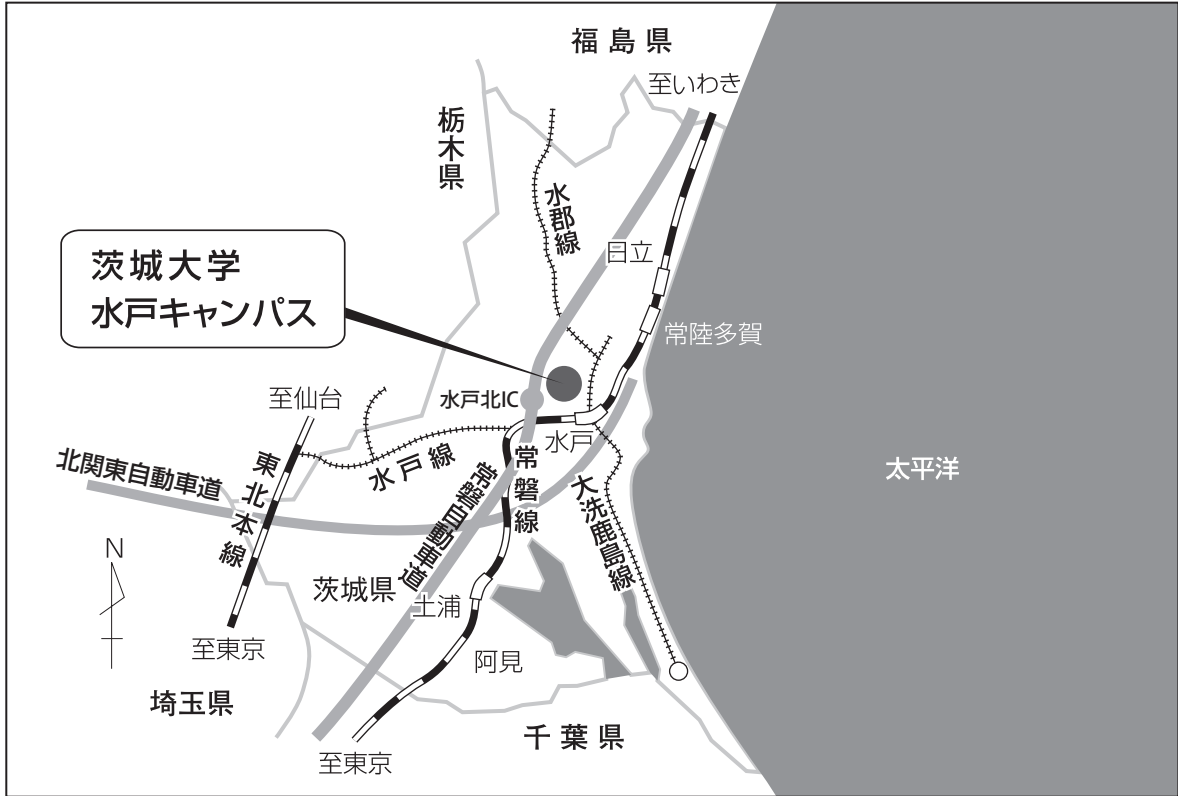 福島県
至いわき
栃木県
水郡線
日立
茨城大学
水戸キャンパス
常陸多賀
至仙台
水戸北IC
水戸
水戸線
北関東自動車道
東北本線
常磐自動車道
常磐線
大洗鹿島線
太平洋
N
茨城県
土浦
至東京
阿見
埼玉県
千葉県
至東京